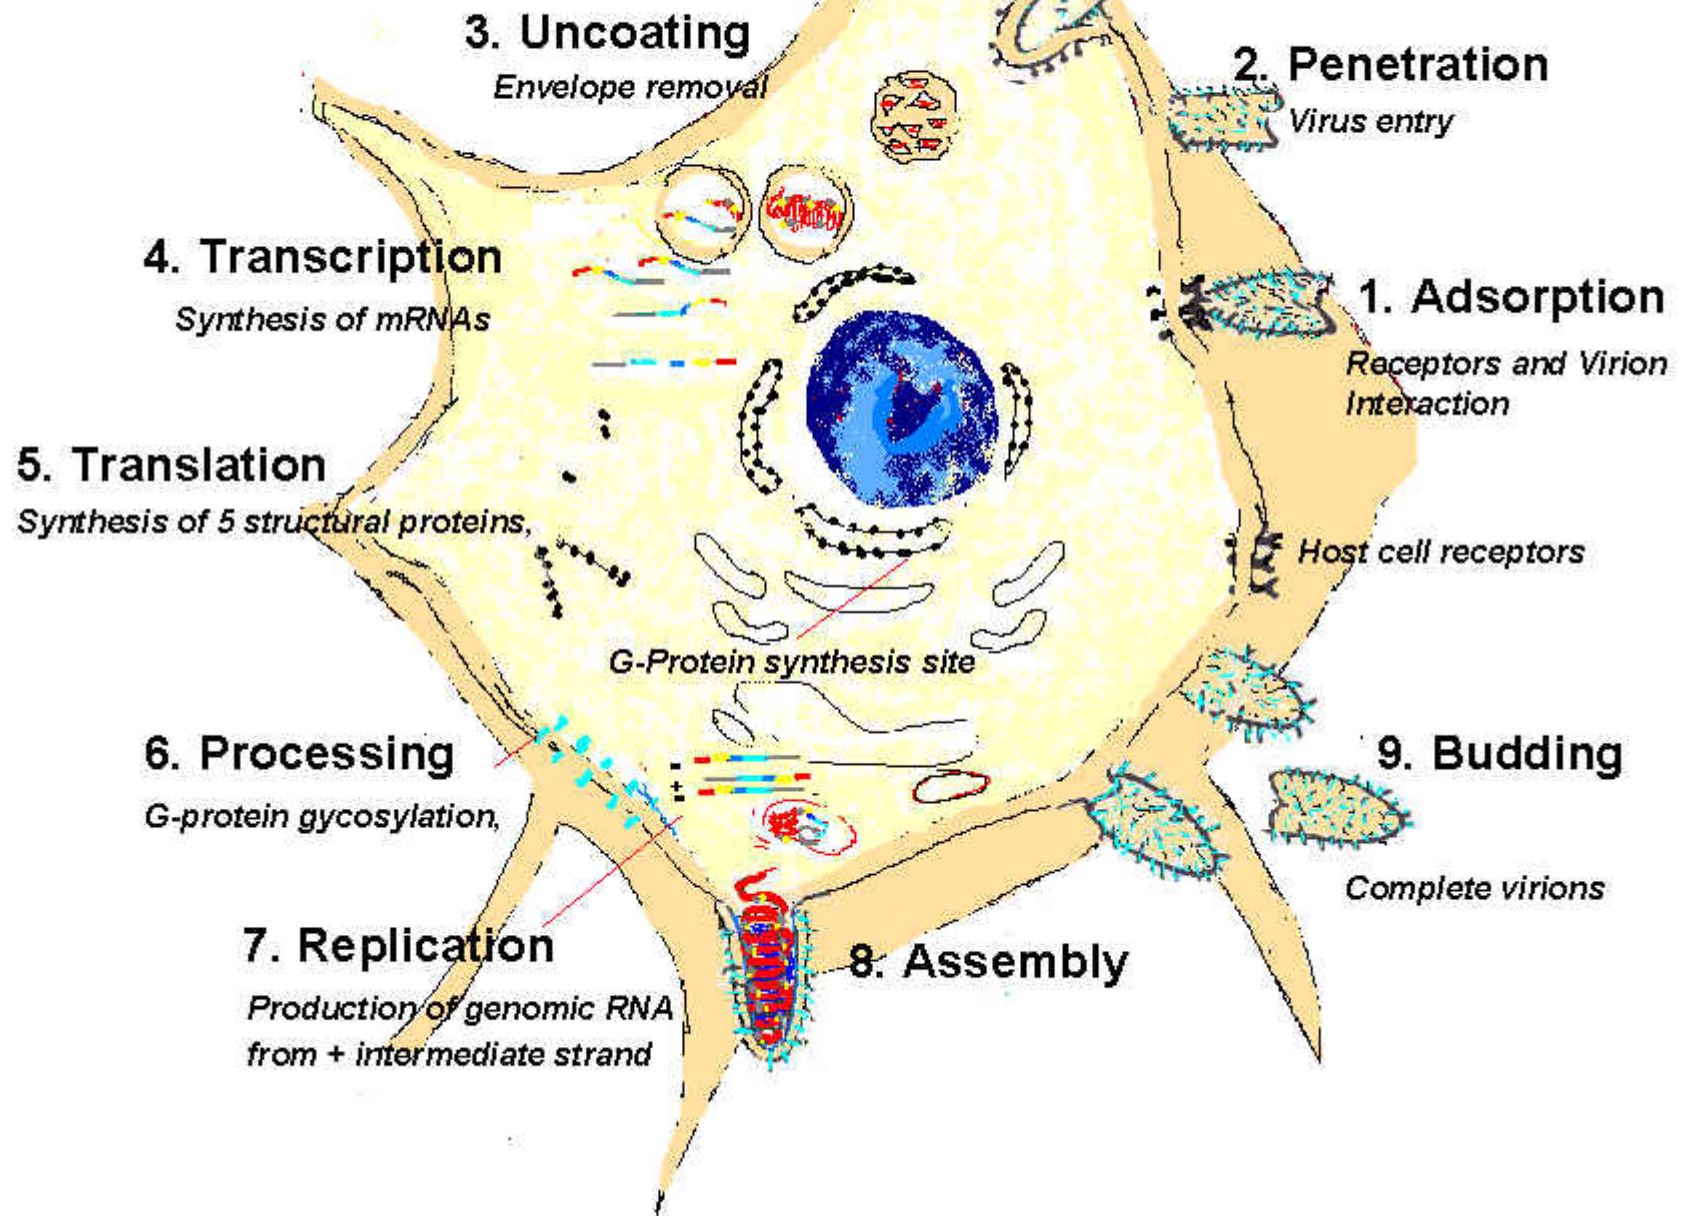 3. Uncoating
Envelope removal
2. Penetration
Virus entry
4. Transcription
Synthesis of mRNAs
1. Adsorption
Receptors and Virion
Interaction
5. Translation
Synthesis of 5 structural proteins,
Host cell receptors
G-Protein synthesis site
6. Processing
G-protein gycosylation,
-
+
-
9. Budding
Complete virions
7. Replication
Production of genomic RNA
from + intermediate strand
8. Assembly